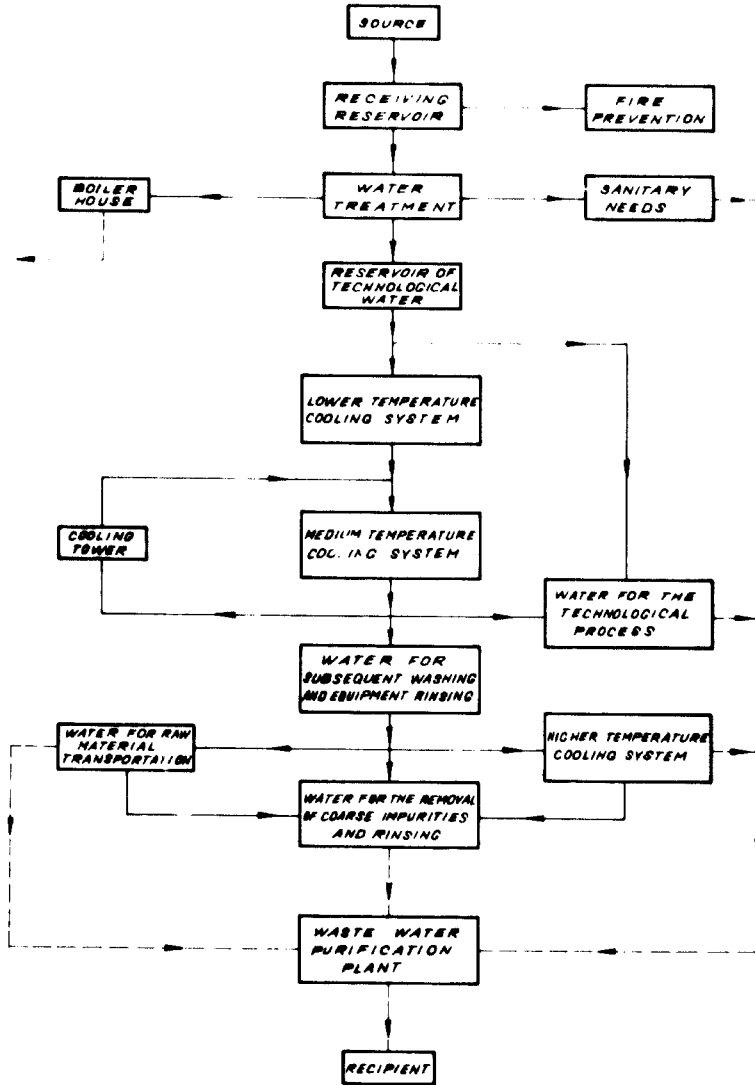 SOURCE
RECEIVING
RESERVOIR
FIRE
PREVENTION
BOILER
HOUSE
WATER
TREATMENT
SANITARY
NEEDS
RESERVOIR OF
TECHNOLOGICAL
WATER
LOWER TEMPERATURE
COOLING SYSTEM
COOLING
TOWER
MEDIUM TEMPERATURE
COOLING SYSTEM
WATER FOR THE
TECHNOLOGICAL
PROCESS
WATER FOR
SUBSEQUENT WASHING
AND EQUIPMENT RINSING
WATER FOR RAW
MATERIAL
TRANSPORTATION
HIGHER TEMPERATURE
COOLING SYSTEM
WATER FOR THE REMOVAL
OF COARSE IMPURITIES
AND RINSING
WASTE WATER
PURIFICATION
PLANT
RECIPIENT